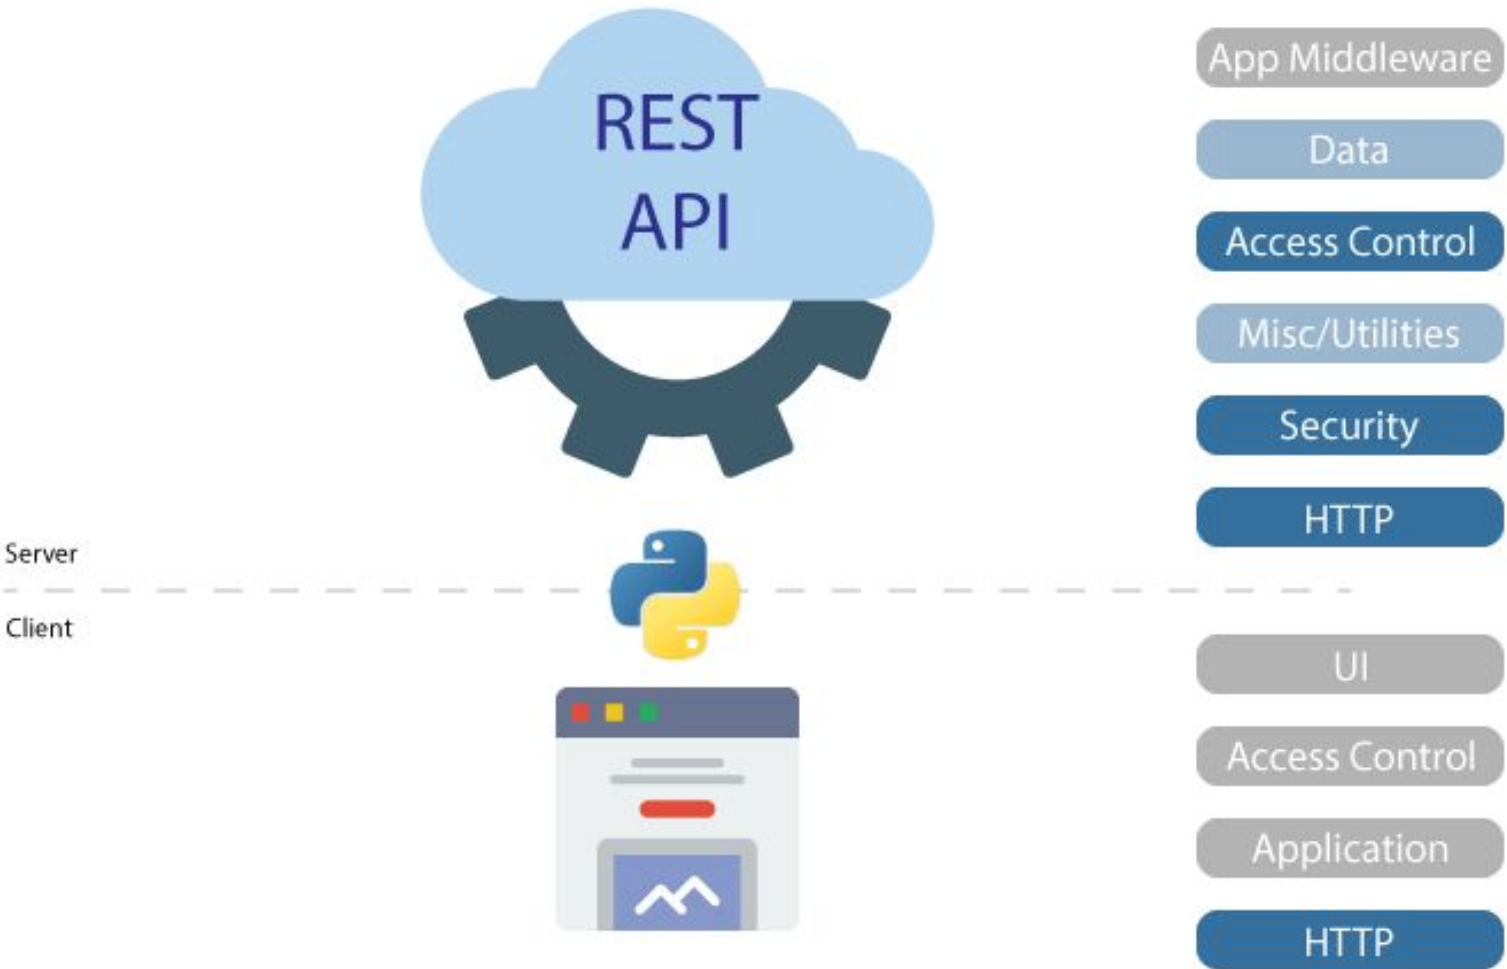 REST
API
App Middleware
Data
Access Control
Misc/Utilities
Security
HTTP
Server
Client
UI
Access Control
Application
HTTP